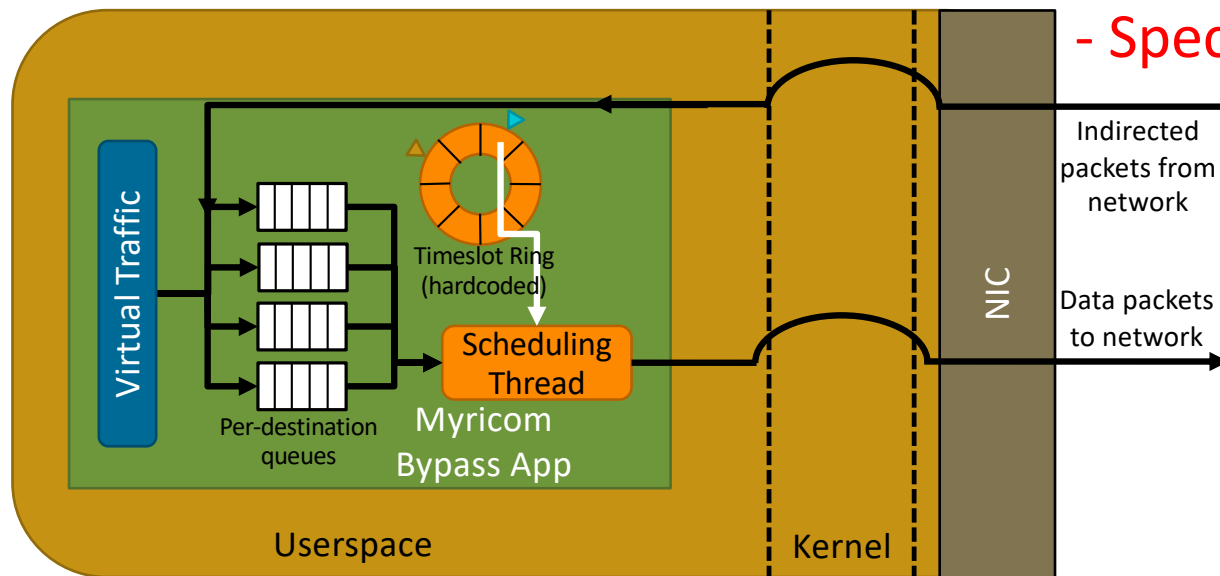 - Spec
Indirected
packets from
network
Virtual Traffic
Timeslot Ring
(hardcoded)
NIC
Data packets
to network
Scheduling
Thread
Per-destination
queues
Myricom
Bypass App
Userspace
Kernel